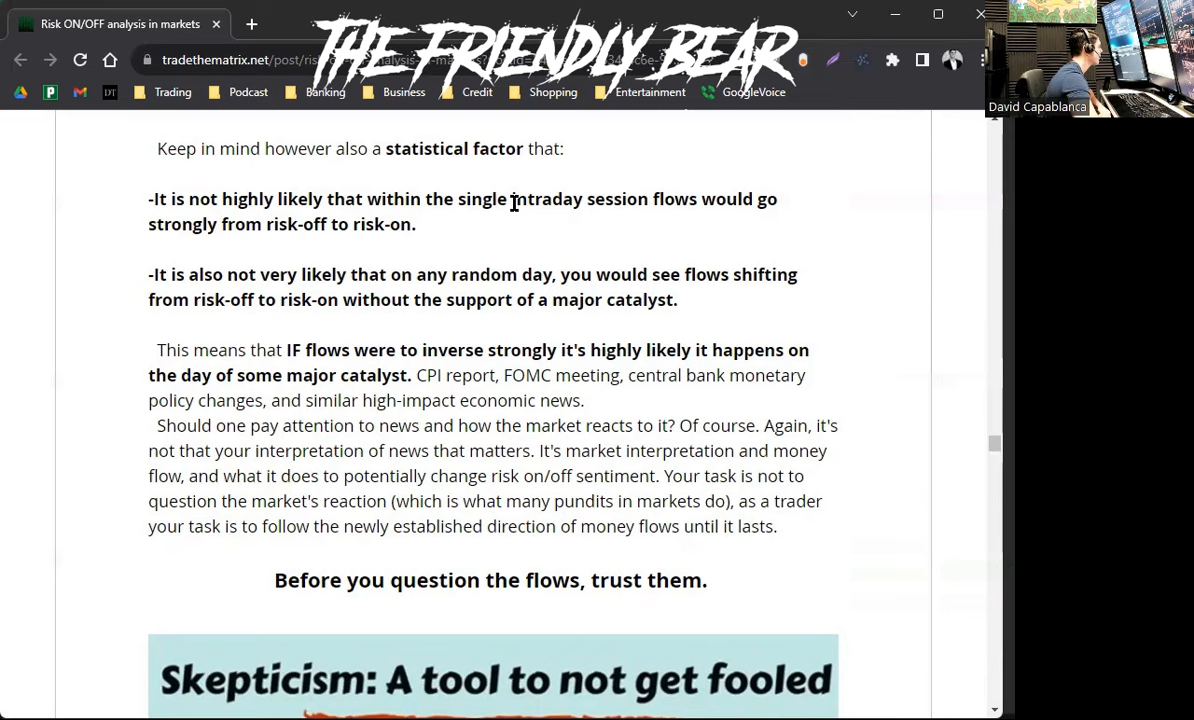 Risk ON/OFF analysis in markets
THE FRIENDLY BEAR
tradethematrix.net/post/
Trading
Podcast
Banking
Business
Credit
Shopping
Entertainment
GoogleVoice
David Capablanca
Keep in mind however also a statistical factor that:
-It is not highly likely that within the single intraday session flows would go
strongly from risk-off to risk-on.
-It is also not very likely that on any random day, you would see flows shifting
from risk-off to risk-on without the support of a major catalyst.
This means that IF flows were to inverse strongly it's highly likely it happens on
the day of some major catalyst. CPI report, FOMC meeting, central bank monetary
policy changes, and similar high-impact economic news.
Should one pay attention to news and how the market reacts to it? Of course. Again, it's
not that your interpretation of news that matters. It's market interpretation and money
flow, and what it does to potentially change risk on/off sentiment. Your task is not to
question the market's reaction (which is what many pundits in markets do), as a trader
your task is to follow the newly established direction of money flows until it lasts.
Before you question the flows, trust them.
Skepticism: A tool to not get fooled